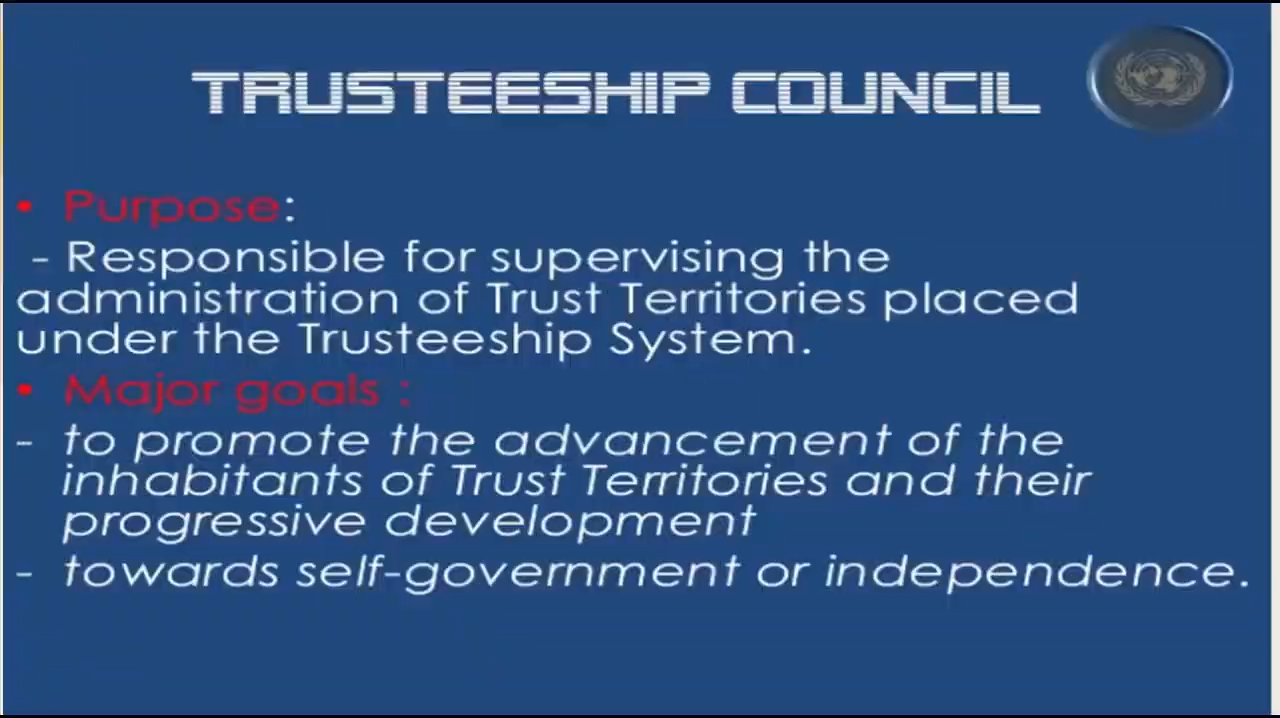 TRUSTEESHIP COUNCIL
• Purpose:
- Responsible for supervising the
administration of Trust Territories placed
under the Trusteeship System.
• Major goals :
- to promote the advancement of the
inhabitants of Trust Territories and their
progressive development
- towards self-government or independence.